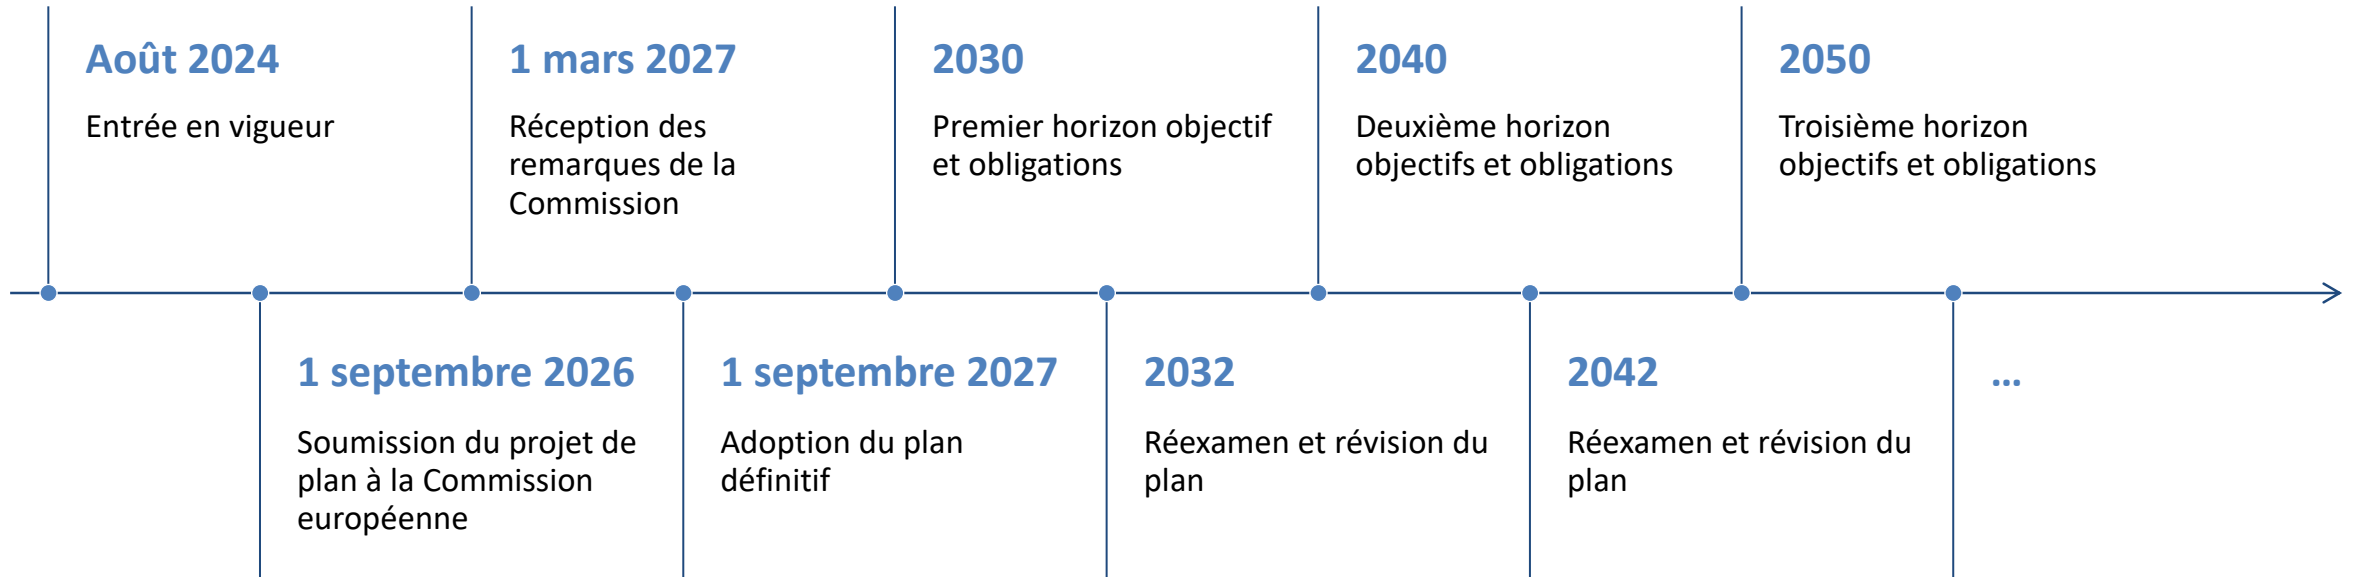 Août 2024
Entrée en vigueur
1 mars 2027
Réception des
remarques de la
Commission
2030
Premier horizon objectif
et obligations
2040
Deuxième horizon
objectifs et obligations
2050
Troisième horizon
objectifs et obligations
1 septembre 2026
Soumission du projet de
plan à la Commission
européenne
1 septembre 2027
Adoption du plan
définitif
2032
Réexamen et révision du
plan
2042
Réexamen et révision du
plan
...